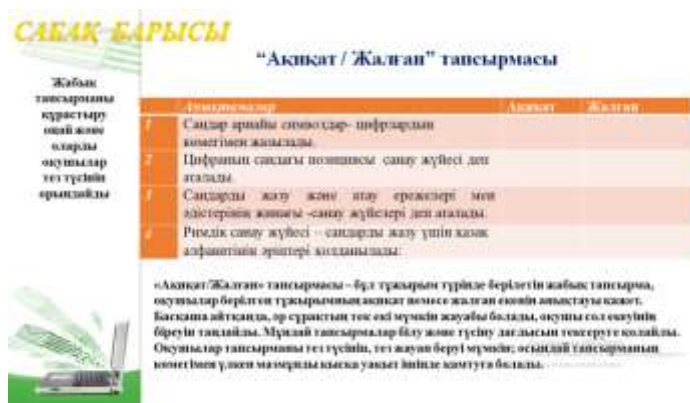 САБАҚ БАРЫСЫ
“Ақиқат / Жалған” тапсырмасы
Жабық
тапсырманы
құрастыру
оңай және
оларды
оқушылар
тез түсініп
орындайды
Анықтамалар Ақиқат Жалған
1 Сандар арнайы символдар- цифрлардың
көмегімен жазылады.
2 Цифраның сандағы позициясы санау жүйесі деп
аталады.
3 Сандарды жазу және атау ережелері мен
әдістерінің жиынағы -санау жүйелері деп аталады.
4 Римдік санау жүйесі – сандарды жазу үшін қазақ
алфавитінің әріптері қолданылады.
«Ақиқат/Жалған» тапсырмасы – бұл тұжырым түрінде берілетін жабық тапсырма,
оқушылар берілген тұжырымның ақиқат немесе жалған екенін анықтауы қажет.
Басқаша айтқанда, әр сұрақтың тек екі мүмкін жауабы болады, оқушы сол екеуінің
біреуін таңдайды. Мұндай тапсырмалар білу және түсіну дағдысын тексеруге қолайлы.
Оқушылар тапсырманы тез түсініп, тез жауап беруі мүмкін; осындай тапсырманың
көмегімен үлкен мазмұнды қысқа уақыт ішінде қамтуға болады.